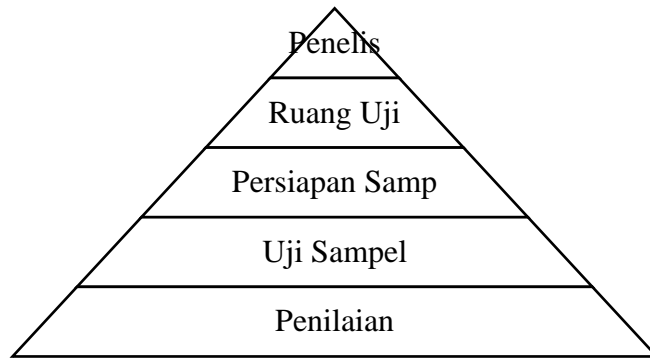 Penelis
Ruang Uji
Persiapan Samp
Uji Sampel
Penilaian